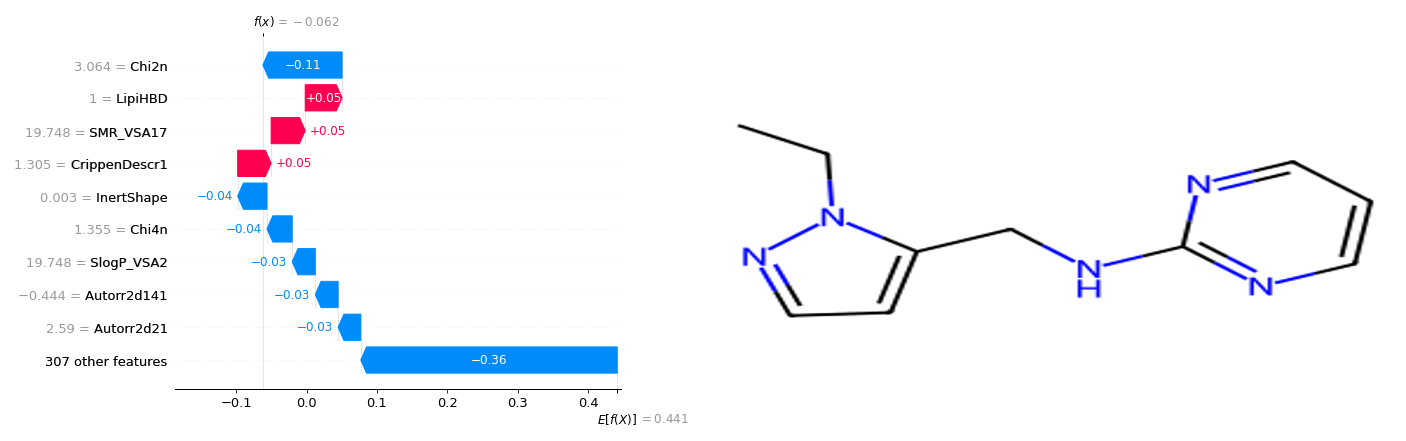 f(x) = −0.062
3.064 = Chi2n
−0.11
1 = LipiHBD
+0.05
19.748 = SMR_VSA17
+0.05
1.305 = CrippenDescr1
+0.05
0.003 = InertShape
−0.04
1.355 = Chi4n
−0.04
19.748 = SlogP_VSA2
−0.03
−0.444 = Autorr2d141
−0.03
2.59 = Autorr2d21
−0.03
307 other features
−0.36
−0.1 0.0 0.1 0.2 0.3 0.4
E[f(X)] = 0.441
N
N
N
H
N
N